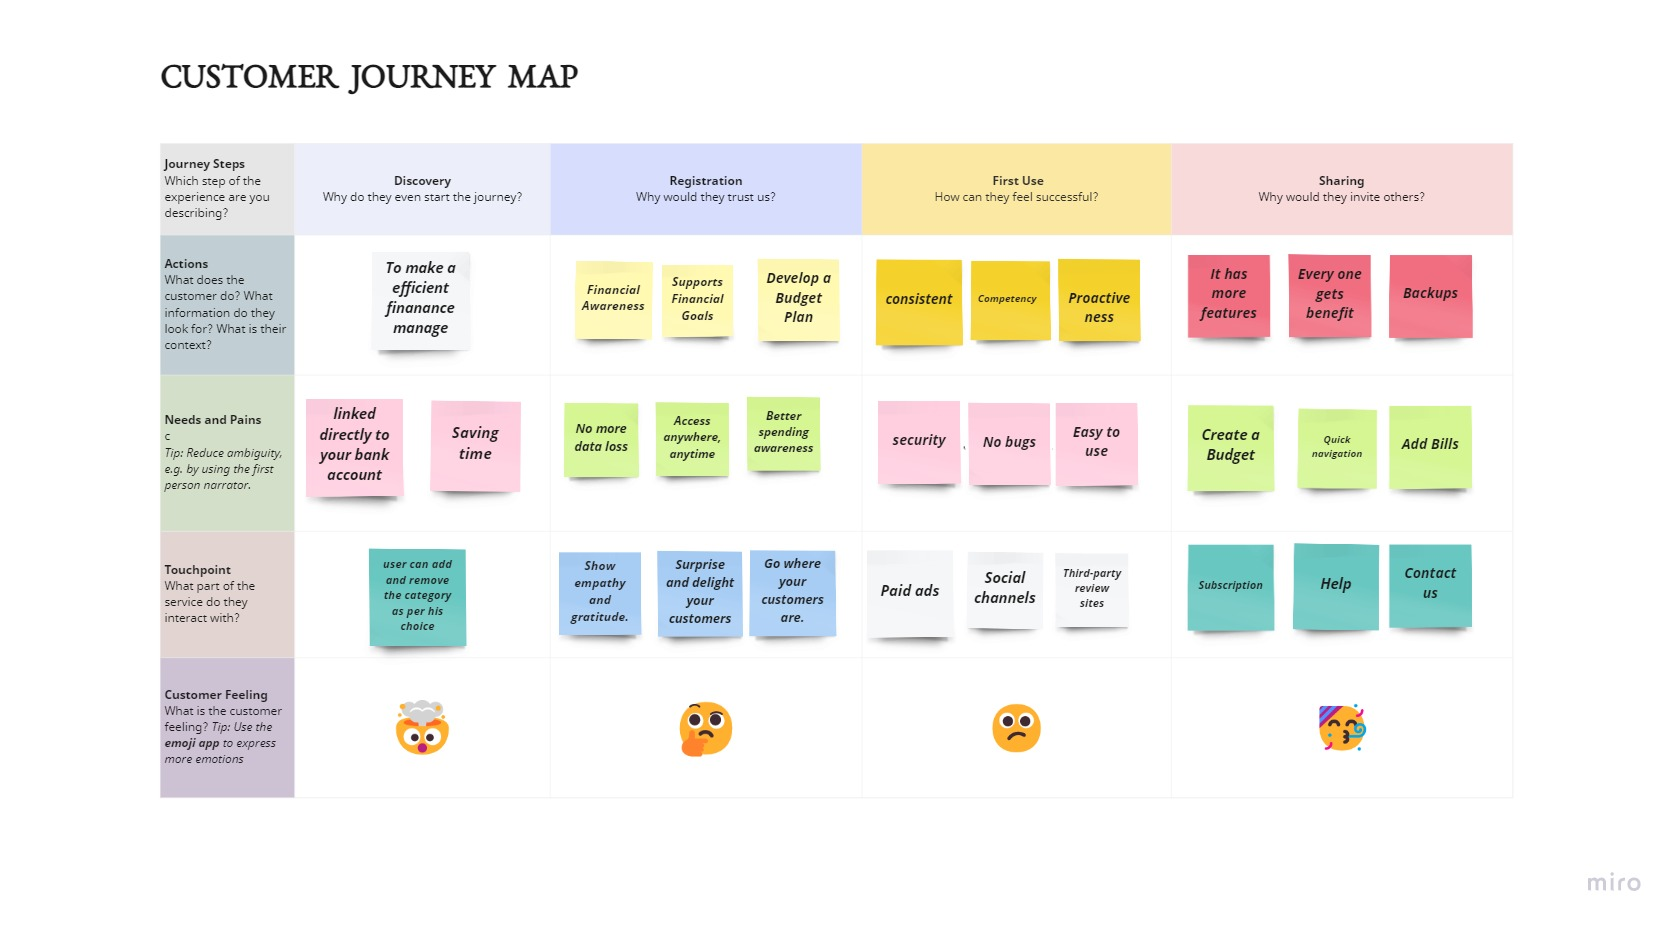 CUSTOMER JOURNEY MAP
Journey Steps
Which step of the
experience are you
describing?
Discovery
Why do they even start the journey?
Registration
Why would they trust us?
First Use
How can they feel successful?
Sharing
Why would they invite others?
Actions
What does the
customer do? What
information do they
look for? What is their
context?
To make a
efficient
finanance
manage
Financial
Awareness
Supports
Financial
Goals
Develop a
Budget
Plan
consistent
Competency
Proactive
ness
It has
more
features
Every one
gets
benefit
Backups
Needs and Pains
c
Tip: Reduce ambiguity,
e.g. by using the first
person narrator.
linked
directly to
your bank
account
Saving
time
No more
data loss
Access
anywhere,
anytime
Better
spending
awareness
security
No bugs
Easy to
use
Create a
Budget
Quick
navigation
Add Bills
Touchpoint
What part of the
service do they
interact with?
user can add
and remove
the category
as per his
choice
Show
empathy
and
gratitude.
Surprise
and delight
your
customers
Go where
your
customers
are.
Paid ads
Social
channels
Third-party
review
sites
Subscription
Help
Contact
us
Customer Feeling
What is the customer
feeling? Tip: Use the
emoji app to express
more emotions
miro